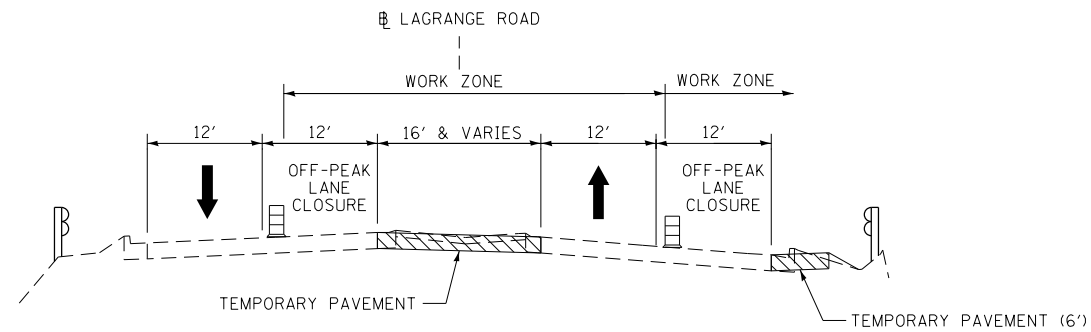 ℄ LAGRANGE ROAD
WORK ZONE
WORK ZONE
12' 12' 16' & VARIES 12' 12'
OFF-PEAK
LANE
CLOSURE
OFF-PEAK
LANE
CLOSURE
TEMPORARY PAVEMENT
TEMPORARY PAVEMENT (6')